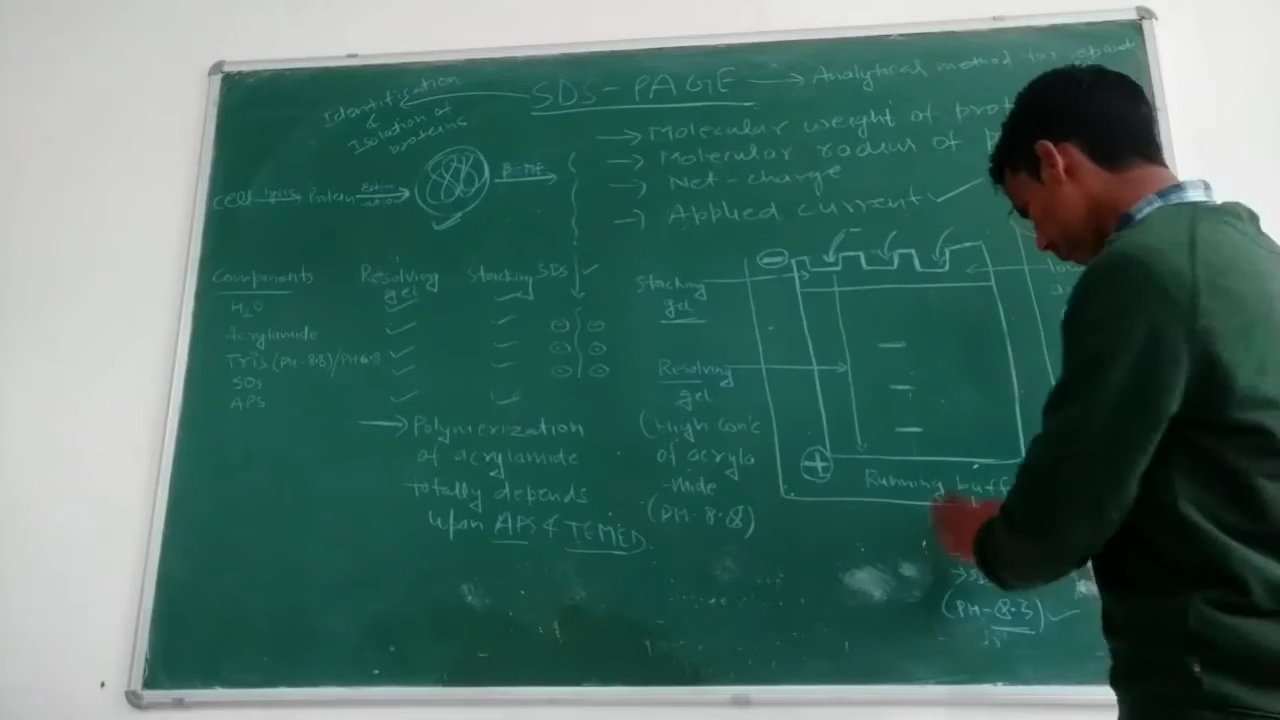 SDS-PAGE → Analytical method for
Identification
&
Isolation of
proteins
→ Molecular weight of
→ Molecular radius of
→ Net-charge
→ Applied current ✓
cell lysis → Protein
β-ME
SDS ✓
Components
Resolving
gel
Stacking
H2O
Acrylamide
Tris (PH-8.8)/PH6.8
SDS
APS
→ Polymerization
of acrylamide
totally depends
upon APS & TEMED.
Stacking
gel
Resolving
gel
(High conc
of acryla
-mide
(PH-8.8)
−
+
Running
(PH-8.3) ✓